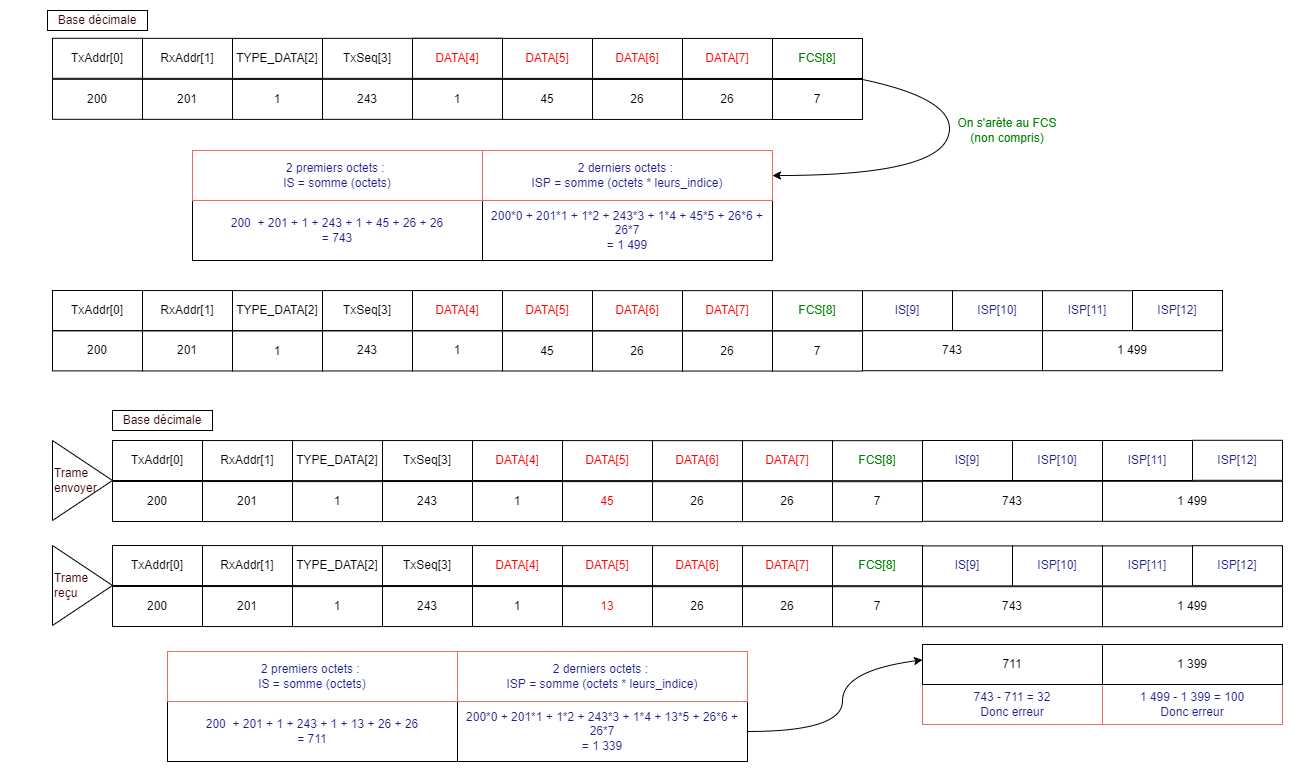 Base décimale
TxAddr[0] RxAddr[1] TYPE_DATA[2] TxSeq[3] DATA[4] DATA[5] DATA[6] DATA[7] FCS[8]
200 201 1 243 1 45 26 26 7
On s'arète au FCS
(non compris)
2 premiers octets :
IS = somme (octets)
2 derniers octets :
ISP = somme (octets * leurs_indice)
200 + 201 + 1 + 243 + 1 + 45 + 26 + 26
= 743
200*0 + 201*1 + 1*2 + 243*3 + 1*4 + 45*5 + 26*6 +
26*7
= 1 499
TxAddr[0] RxAddr[1] TYPE_DATA[2] TxSeq[3] DATA[4] DATA[5] DATA[6] DATA[7] FCS[8] IS[9] ISP[10] ISP[11] ISP[12]
200 201 1 243 1 45 26 26 7 743 1 499
Base décimale
Trame
envoyer
TxAddr[0] RxAddr[1] TYPE_DATA[2] TxSeq[3] DATA[4] DATA[5] DATA[6] DATA[7] FCS[8] IS[9] ISP[10] ISP[11] ISP[12]
200 201 1 243 1 45 26 26 7 743 1 499
Trame
reçu
TxAddr[0] RxAddr[1] TYPE_DATA[2] TxSeq[3] DATA[4] DATA[5] DATA[6] DATA[7] FCS[8] IS[9] ISP[10] ISP[11] ISP[12]
200 201 1 243 1 13 26 26 7 743 1 499
2 premiers octets :
IS = somme (octets)
2 derniers octets :
ISP = somme (octets * leurs_indice)
200 + 201 + 1 + 243 + 1 + 13 + 26 + 26
= 711
200*0 + 201*1 + 1*2 + 243*3 + 1*4 + 13*5 + 26*6 +
26*7
= 1 339
711 1 399
743 - 711 = 32
Donc erreur
1 499 - 1 399 = 100
Donc erreur